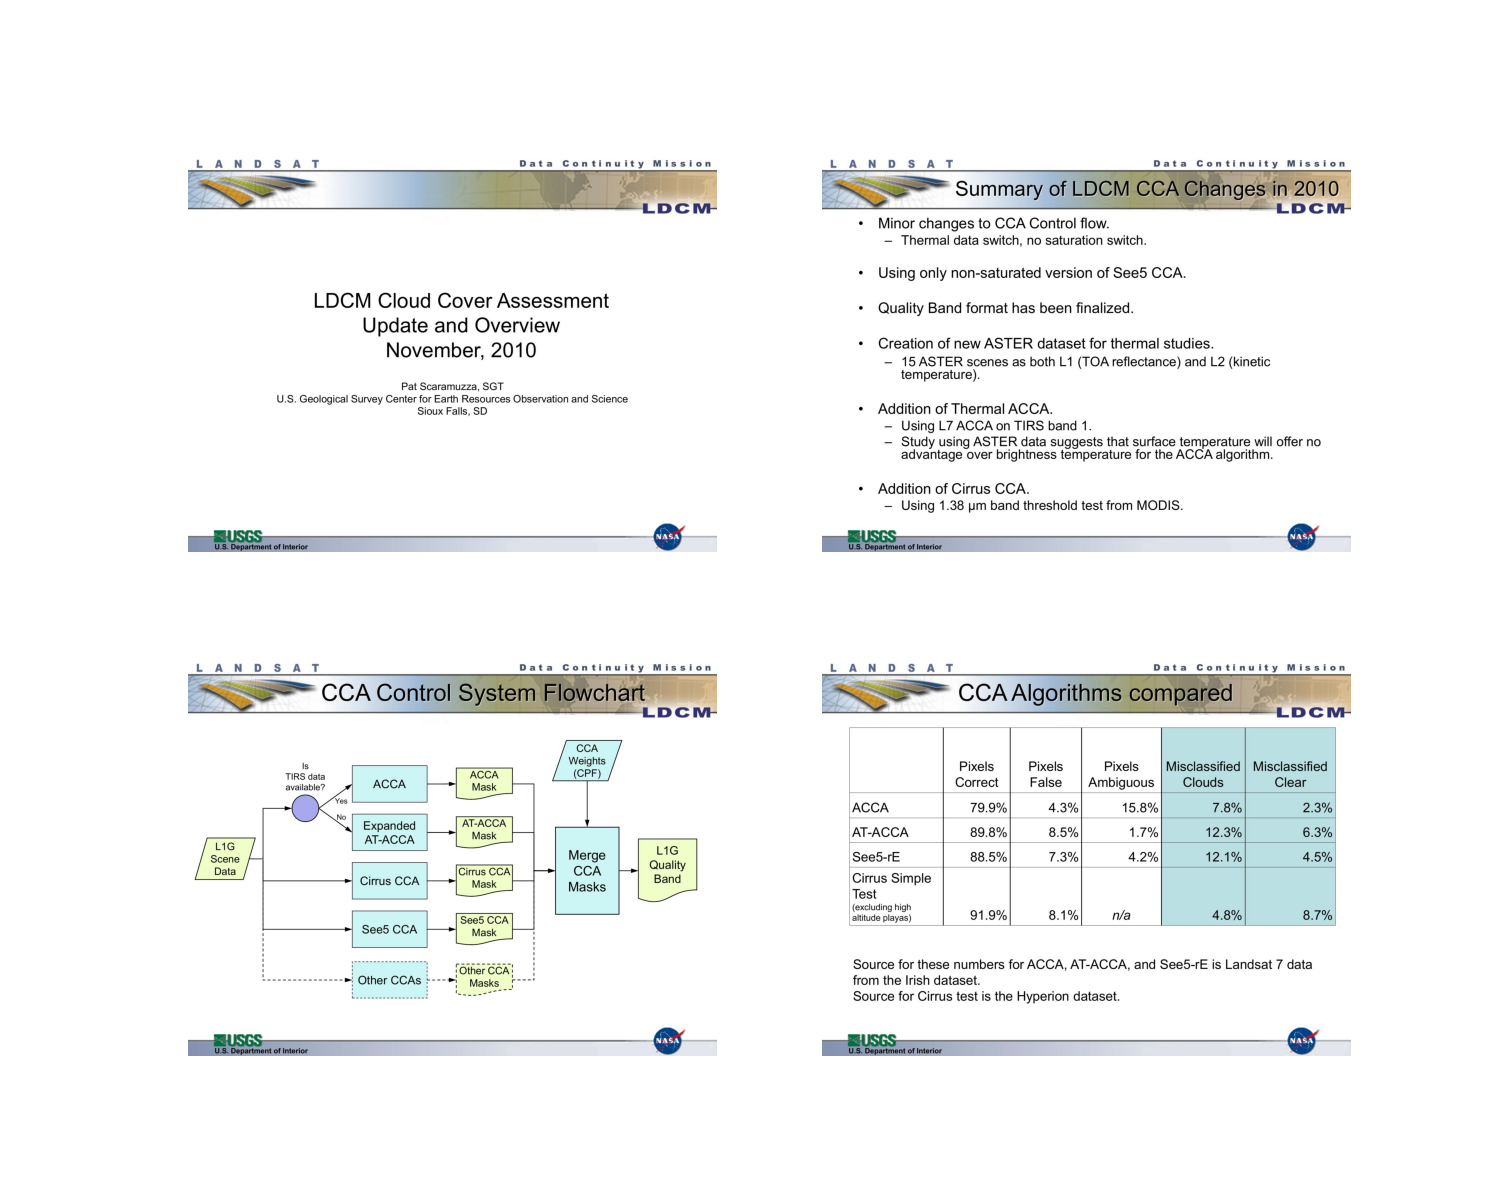 L A N D S A T
Data Continuity Mission
LDCM
LDCM Cloud Cover Assessment
Update and Overview
November, 2010
Pat Scaramuzza, SGT
U.S. Geological Survey Center for Earth Resources Observation and Science
Sioux Falls, SD
USGS
U.S. Department of Interior
NASA
L A N D S A T
Data Continuity Mission
Summary of LDCM CCA Changes in 2010
LDCM
• Minor changes to CCA Control flow.
– Thermal data switch, no saturation switch.
• Using only non-saturated version of See5 CCA.
• Quality Band format has been finalized.
• Creation of new ASTER dataset for thermal studies.
– 15 ASTER scenes as both L1 (TOA reflectance) and L2 (kinetic
temperature).
• Addition of Thermal ACCA.
– Using L7 ACCA on TIRS band 1.
– Study using ASTER data suggests that surface temperature will offer no
advantage over brightness temperature for the ACCA algorithm.
• Addition of Cirrus CCA.
– Using 1.38 µm band threshold test from MODIS.
USGS
U.S. Department of Interior
NASA
L A N D S A T
Data Continuity Mission
CCA Control System Flowchart
LDCM
Is
TIRS data
available?
Yes
No
L1G
Scene
Data
ACCA
ACCA
Mask
Expanded
AT-ACCA
AT-ACCA
Mask
Cirrus CCA
Cirrus CCA
Mask
See5 CCA
See5 CCA
Mask
Other CCAs
Other CCA
Masks
CCA
Weights
(CPF)
Merge
CCA
Masks
L1G
Quality
Band
USGS
U.S. Department of Interior
NASA
L A N D S A T
Data Continuity Mission
CCA Algorithms compared
LDCM
Pixels Correct
Pixels False
Pixels Ambiguous
Misclassified Clouds
Misclassified Clear
ACCA 79.9% 4.3% 15.8% 7.8% 2.3%
AT-ACCA 89.8% 8.5% 1.7% 12.3% 6.3%
See5-rE 88.5% 7.3% 4.2% 12.1% 4.5%
Cirrus Simple
Test
(excluding high
altitude playas) 91.9% 8.1% n/a 4.8% 8.7%
Source for these numbers for ACCA, AT-ACCA, and See5-rE is Landsat 7 data
from the Irish dataset.
Source for Cirrus test is the Hyperion dataset.
USGS
U.S. Department of Interior
NASA